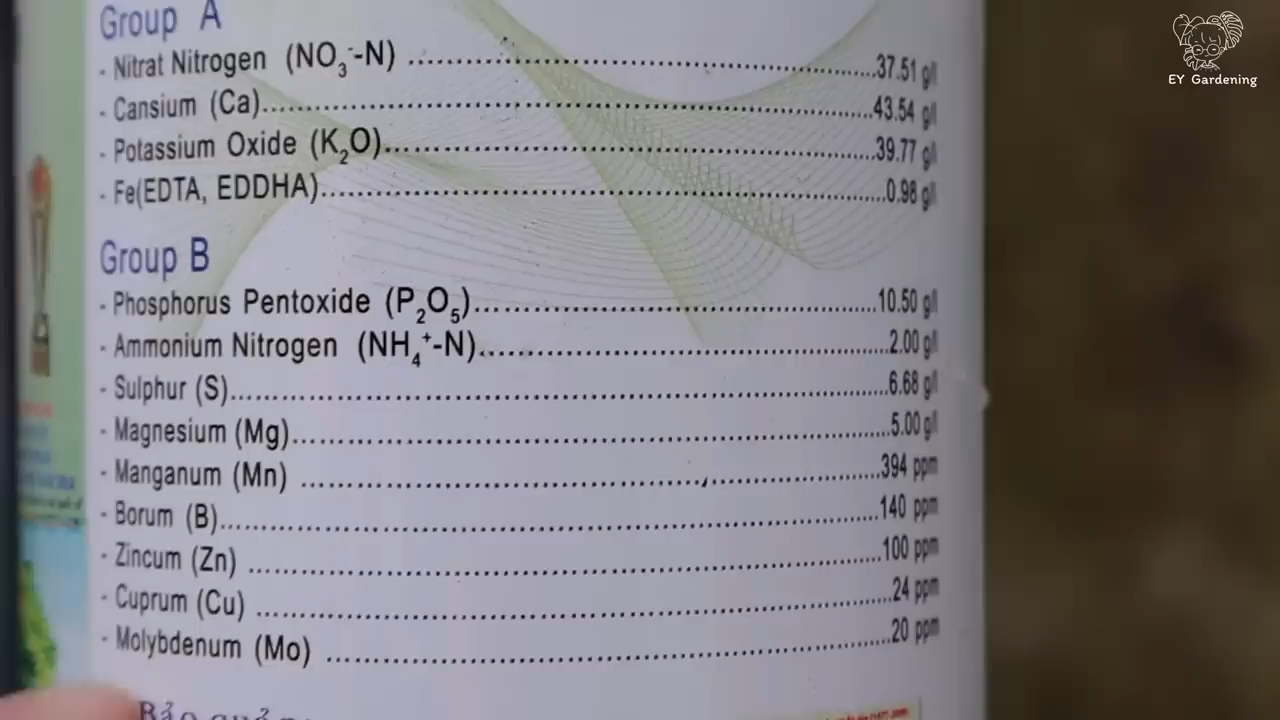 EY Gardening
Group A
- Nitrat Nitrogen (NO₃⁻-N) ........................37.51 g/l
- Cansium (Ca)........................43.54 g/l
- Potassium Oxide (K₂O)........................39.77 g/l
- Fe(EDTA, EDDHA)........................0.98 g/l
Group B
- Phosphorus Pentoxide (P₂O₅)........................10.50 g/l
- Ammonium Nitrogen (NH₄⁺-N)........................2.00 g/l
- Sulphur (S)........................6.68 g/l
- Magnesium (Mg)........................5.00 g/l
- Manganum (Mn) ........................394 ppm
- Borum (B)........................140 ppm
- Zincum (Zn) ........................100 ppm
- Cuprum (Cu) ........................24 ppm
- Molybdenum (Mo) ........................20 ppm
Bảo